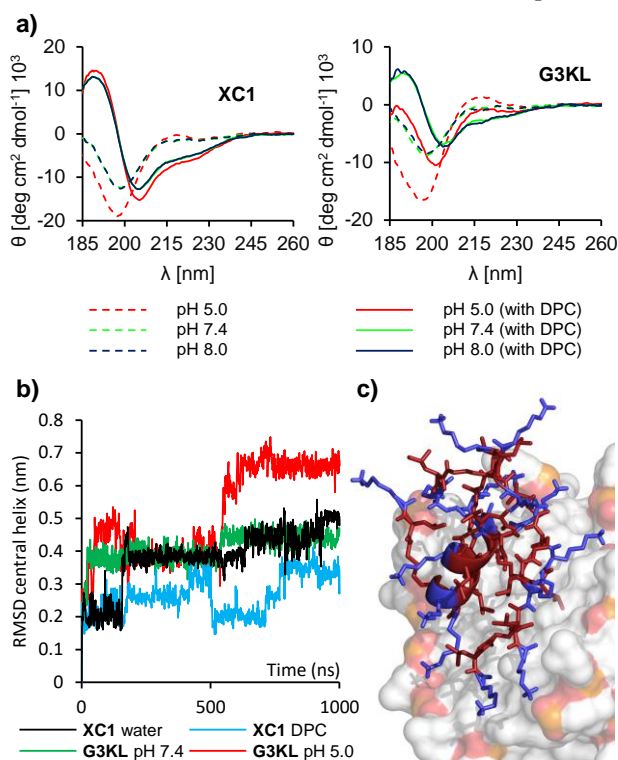 a)
20
10
0
-10
-20
XC1
θ [deg cm² dmol⁻¹] 10³
185 200 215 230 245 260
λ [nm]
10
5
0
-5
-10
-15
-20
G3KL
θ [deg cm² dmol⁻¹] 10³
185 200 215 230 245 260
λ [nm]
pH 5.0
pH 7.4
pH 8.0
pH 5.0 (with DPC)
pH 7.4 (with DPC)
pH 8.0 (with DPC)
b)
0.8
0.7
0.6
0.5
0.4
0.3
0.2
0.1
0
RMSD central helix (nm)
Time (ns)
0 500 1000
XC1 water
XC1 DPC
G3KL pH 7.4
G3KL pH 5.0
c)